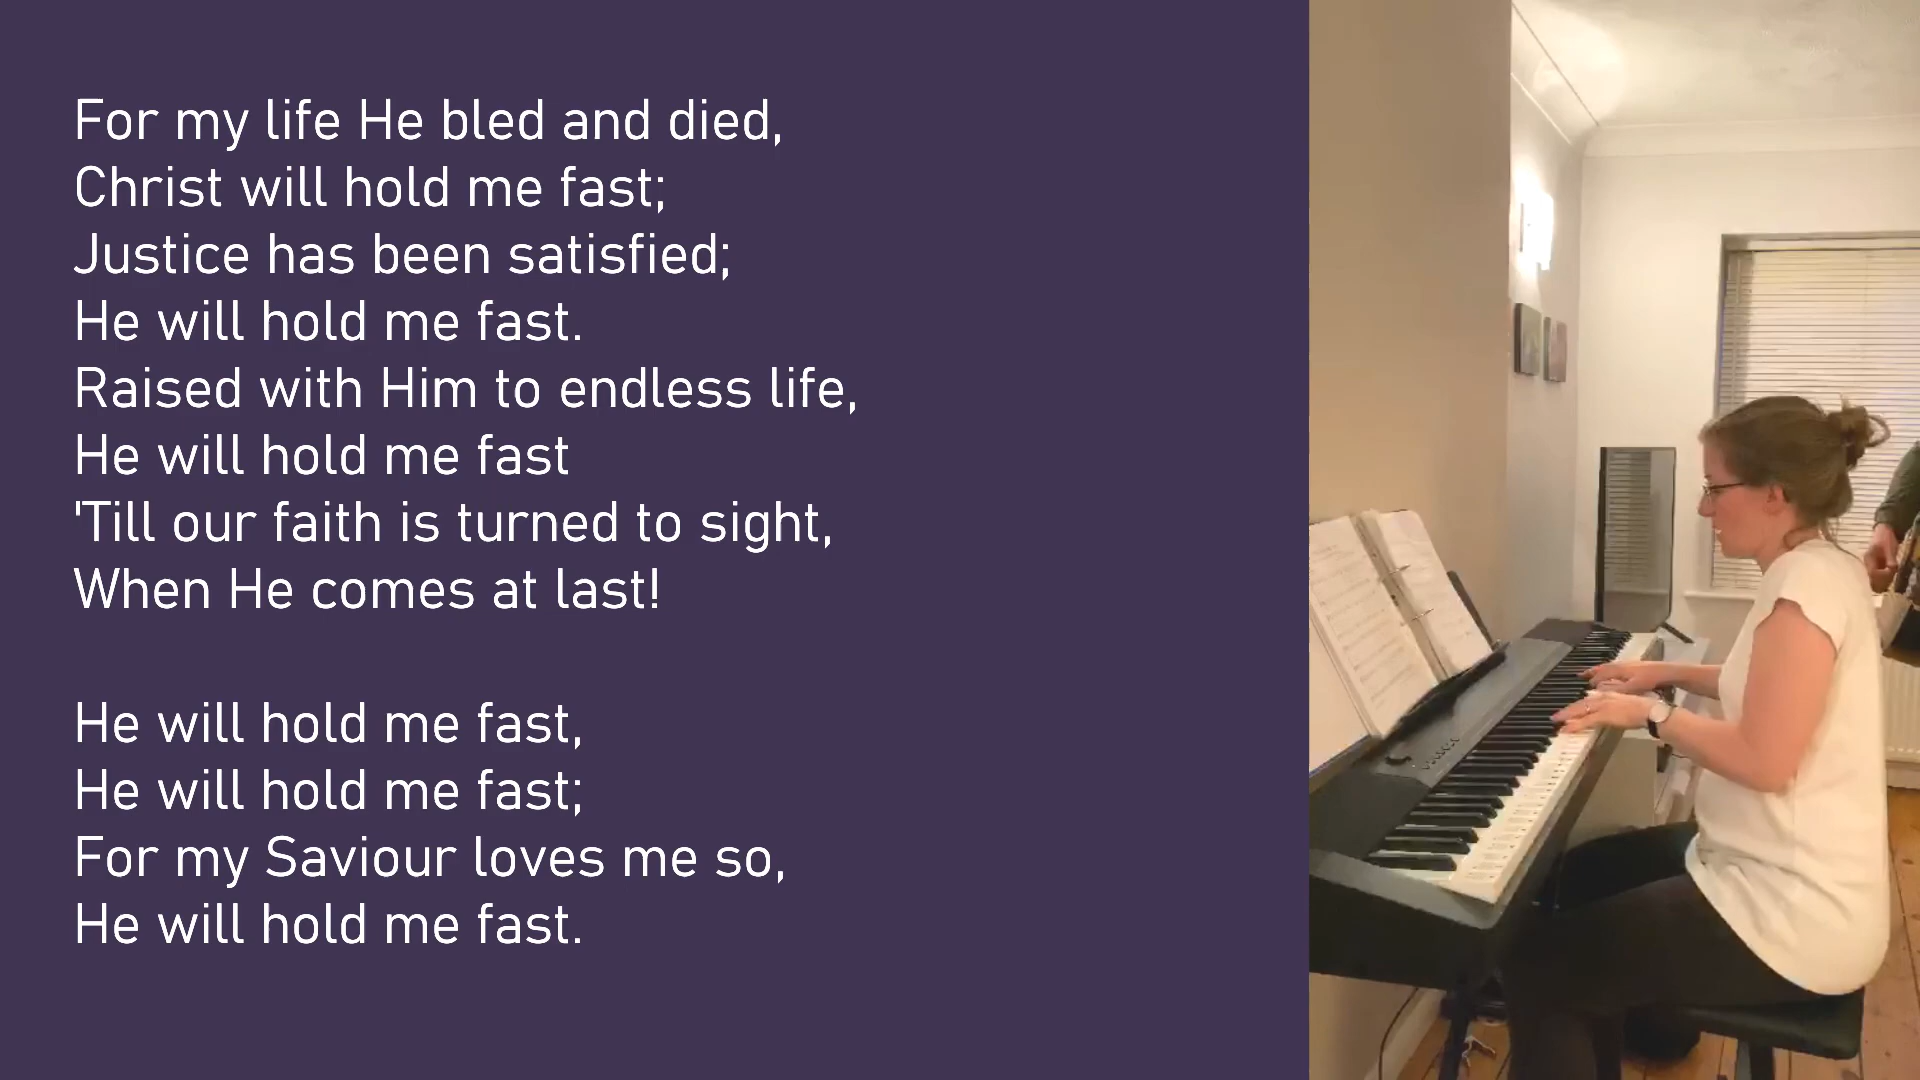 For my life He bled and died,
Christ will hold me fast;
Justice has been satisfied;
He will hold me fast.
Raised with Him to endless life,
He will hold me fast
'Till our faith is turned to sight,
When He comes at last!
He will hold me fast,
He will hold me fast;
For my Saviour loves me so,
He will hold me fast.